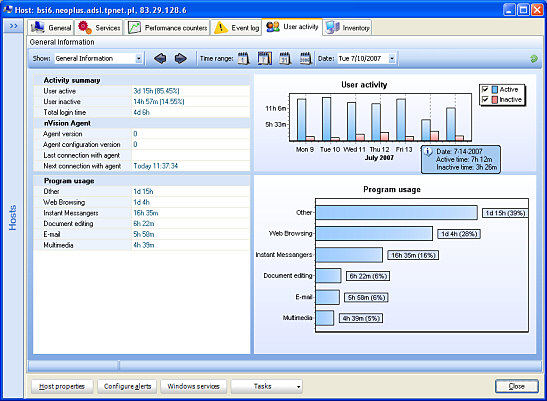 Host: bsi6.neoplus.adsl.tpnet.pl, 83.29.128.6
>> General Services Performance counters Event log User activity Inventory
General Information
Show: General Information Time range: Date: Tue 7/10/2007
Activity summary
User active 3d 15h (85.45%)
User inactive 14h 57m (14.55%)
Total login time 4d 6h
nVision Agent
Agent version 0
Agent configuration version 0
Last connection with agent
Next connection with agent Today 11:37:34
Program usage
Other 1d 15h
Web Browsing 1d 4h
Instant Messangers 16h 35m
Document editing 6h 22m
E-mail 5h 58m
Multimedia 4h 39m
User activity
Active
Inactive
11h 6m
5h 33m
Mon 9 Tue 10 Wed 11 Thu 12 Fri 13
July 2007
Date: 7-14-2007
Active time: 7h 12m
Inactive time: 3h 26m
Program usage
Other 1d 15h (39%)
Web Browsing 1d 4h (28%)
Instant Messangers 16h 35m (16%)
Document editing 6h 22m (6%)
E-mail 5h 58m (6%)
Multimedia 4h 39m (5%)
Hosts
Host properties Configure alerts Windows services Tasks Close